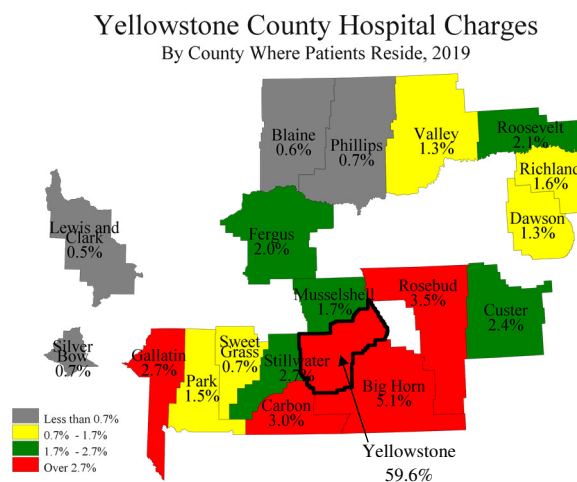 Yellowstone County Hospital Charges
By County Where Patients Reside, 2019
Blaine
0.6%
Phillips
0.7%
Valley
1.3%
Roosevelt
2.1%
Richland
1.6%
Dawson
1.3%
Lewis and
Clark
0.5%
Fergus
2.0%
Musselshell
1.7%
Rosebud
3.5%
Custer
2.4%
Silver
Bow
0.7%
Gallatin
2.7%
Park
1.5%
Sweet
Grass
0.7%
Stillwater
2.7%
Carbon
3.0%
Big Horn
5.1%
Yellowstone
59.6%
Less than 0.7%
0.7% - 1.7%
1.7% - 2.7%
Over 2.7%